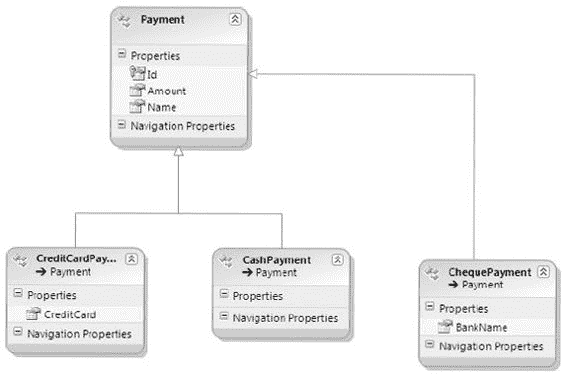 Payment
Properties
Id
Amount
Name
Navigation Properties
CreditCardPay...
→ Payment
Properties
CreditCard
Navigation Properties
CashPayment
→ Payment
Properties
Navigation Properties
ChequePayment
→ Payment
Properties
BankName
Navigation Properties